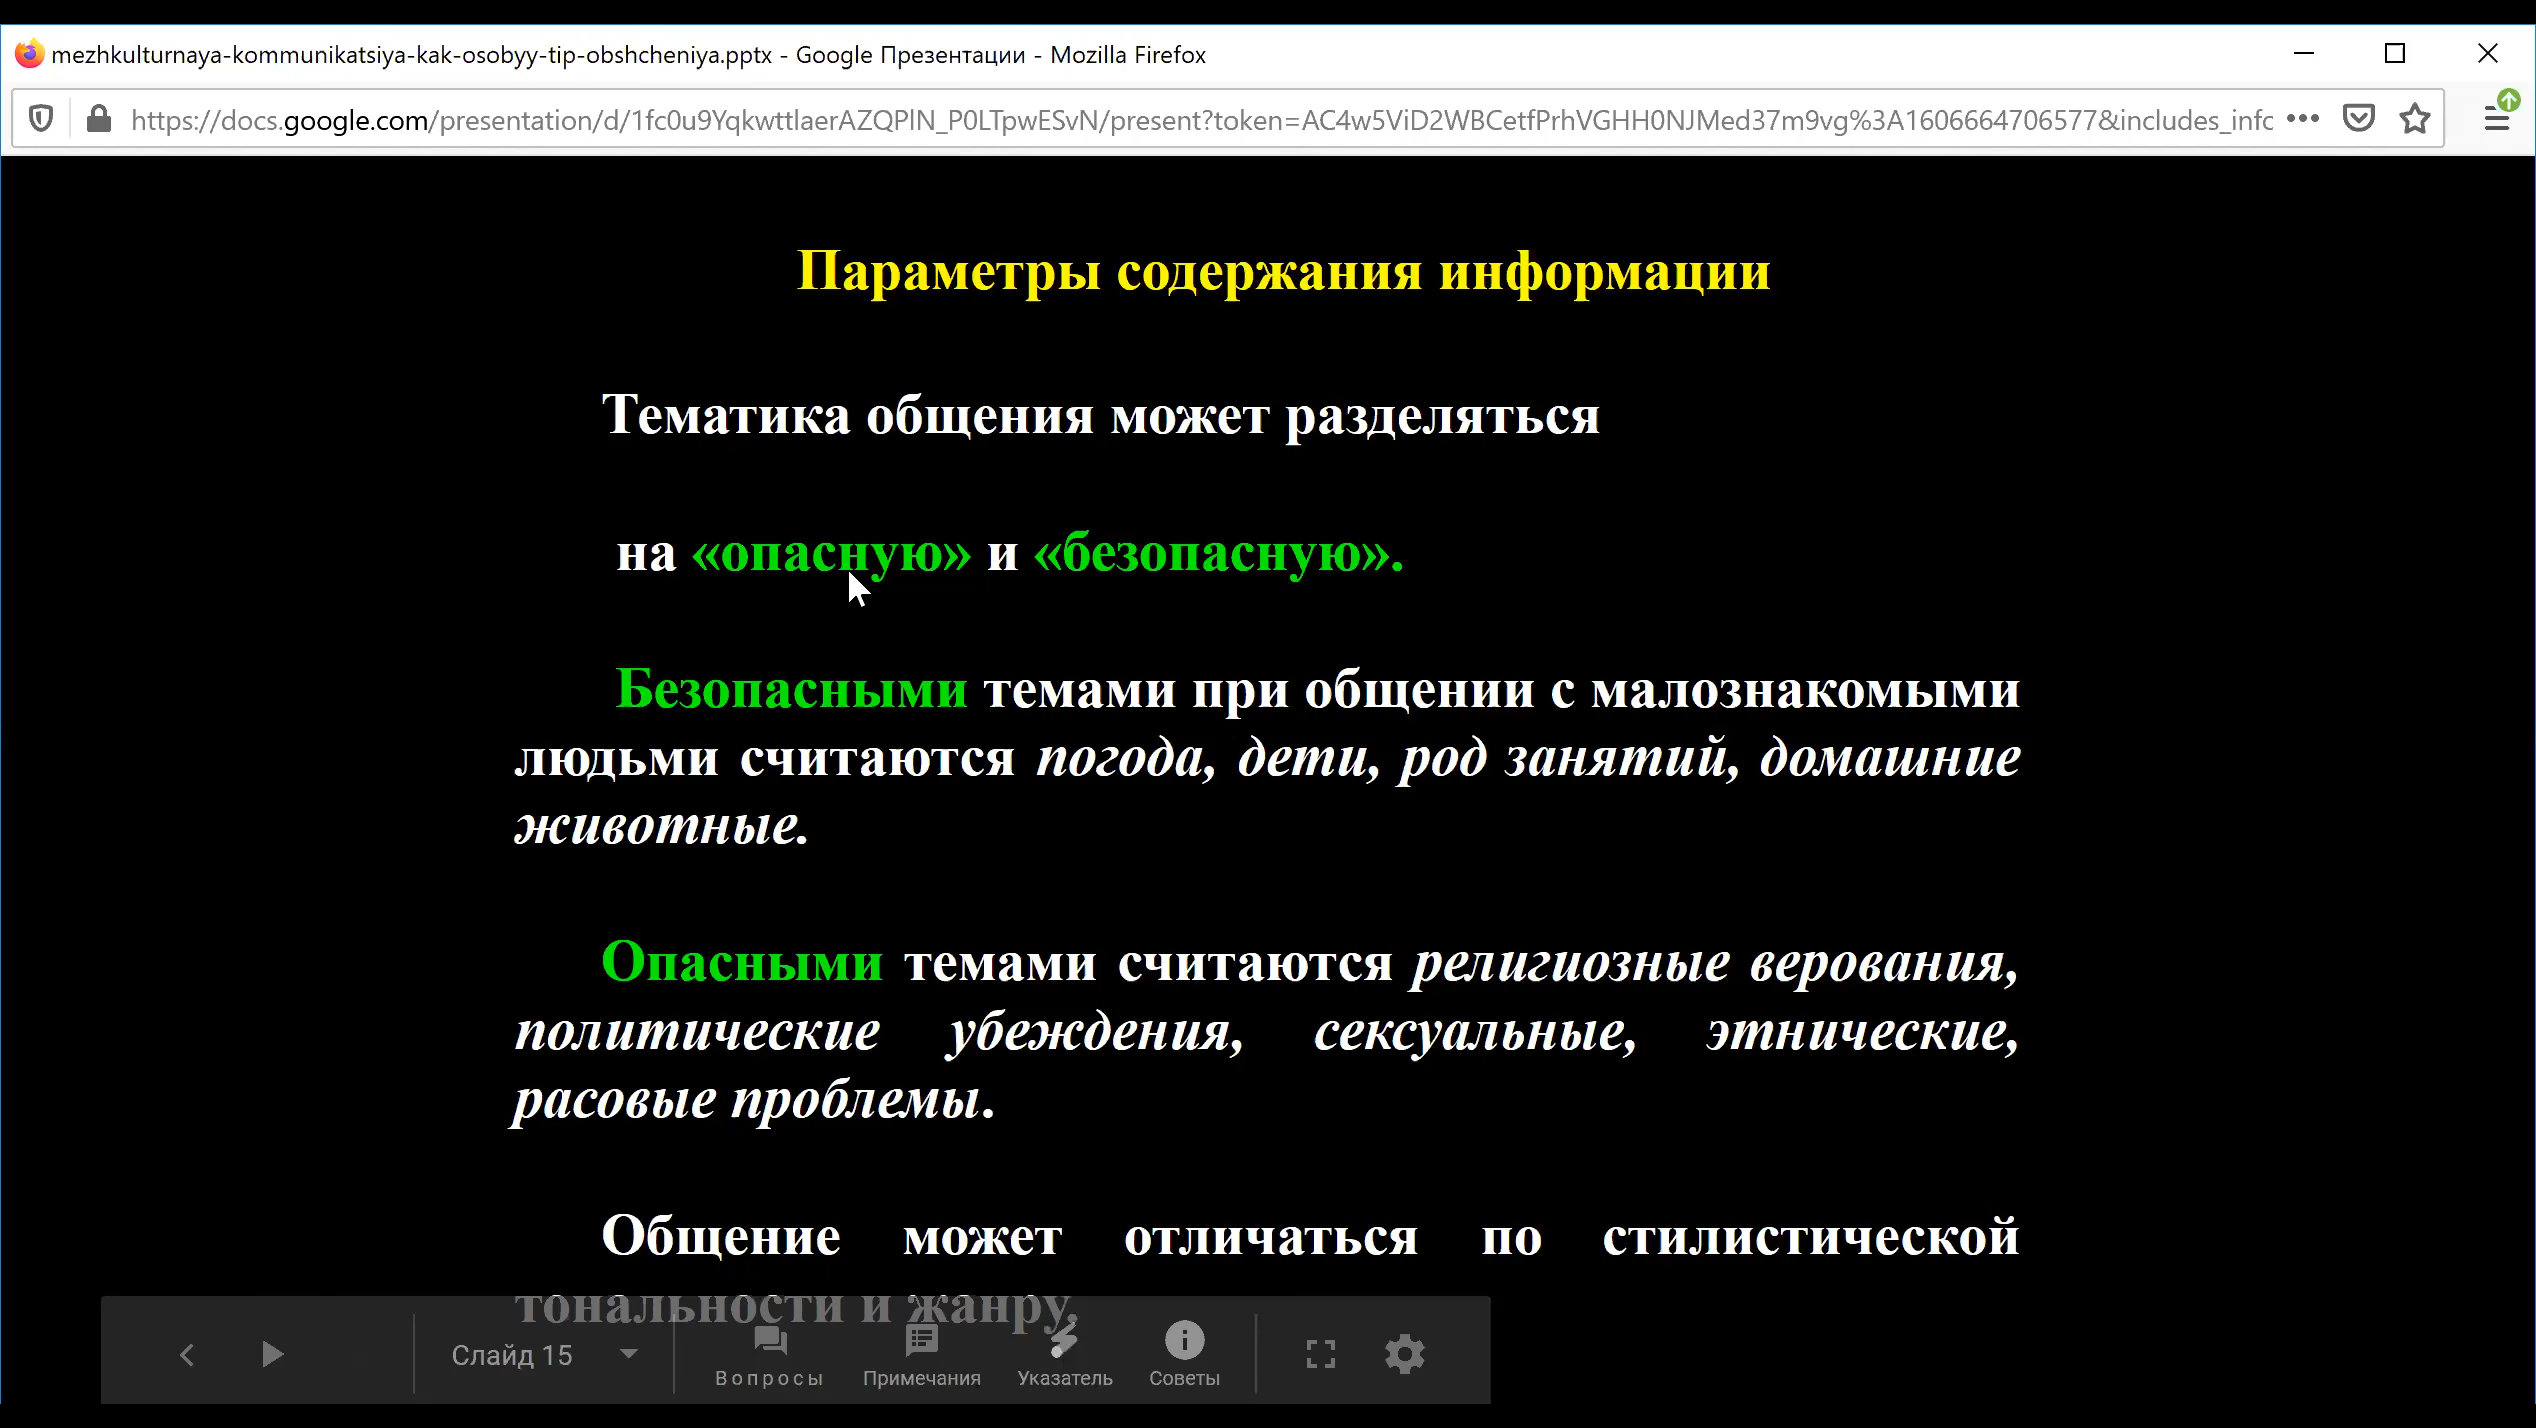 mezhkulturnaya-kommunikatsiya-kak-osobyy-tip-obshcheniya.pptx - Google Презентации - Mozilla Firefox
https://docs.google.com/presentation/d/1fc0u9YqkwttlaerAZQPlN_P0LTpwESvN/present?token=AC4w5ViD2WBCetfPrhVGHH0NJMed37m9vg%3A1606664706577&includes_info
Параметры содержания информации
Тематика общения может разделяться
на «опасную» и «безопасную».
Безопасными темами при общении с малознакомыми
людьми считаются погода, дети, род занятий, домашние
животные.
Опасными темами считаются религиозные верования,
политические убеждения, сексуальные, этнические,
расовые проблемы.
Общение может отличаться по стилистической
тональности и жанру.
Слайд 15
Вопросы
Примечания
Указатель
Советы